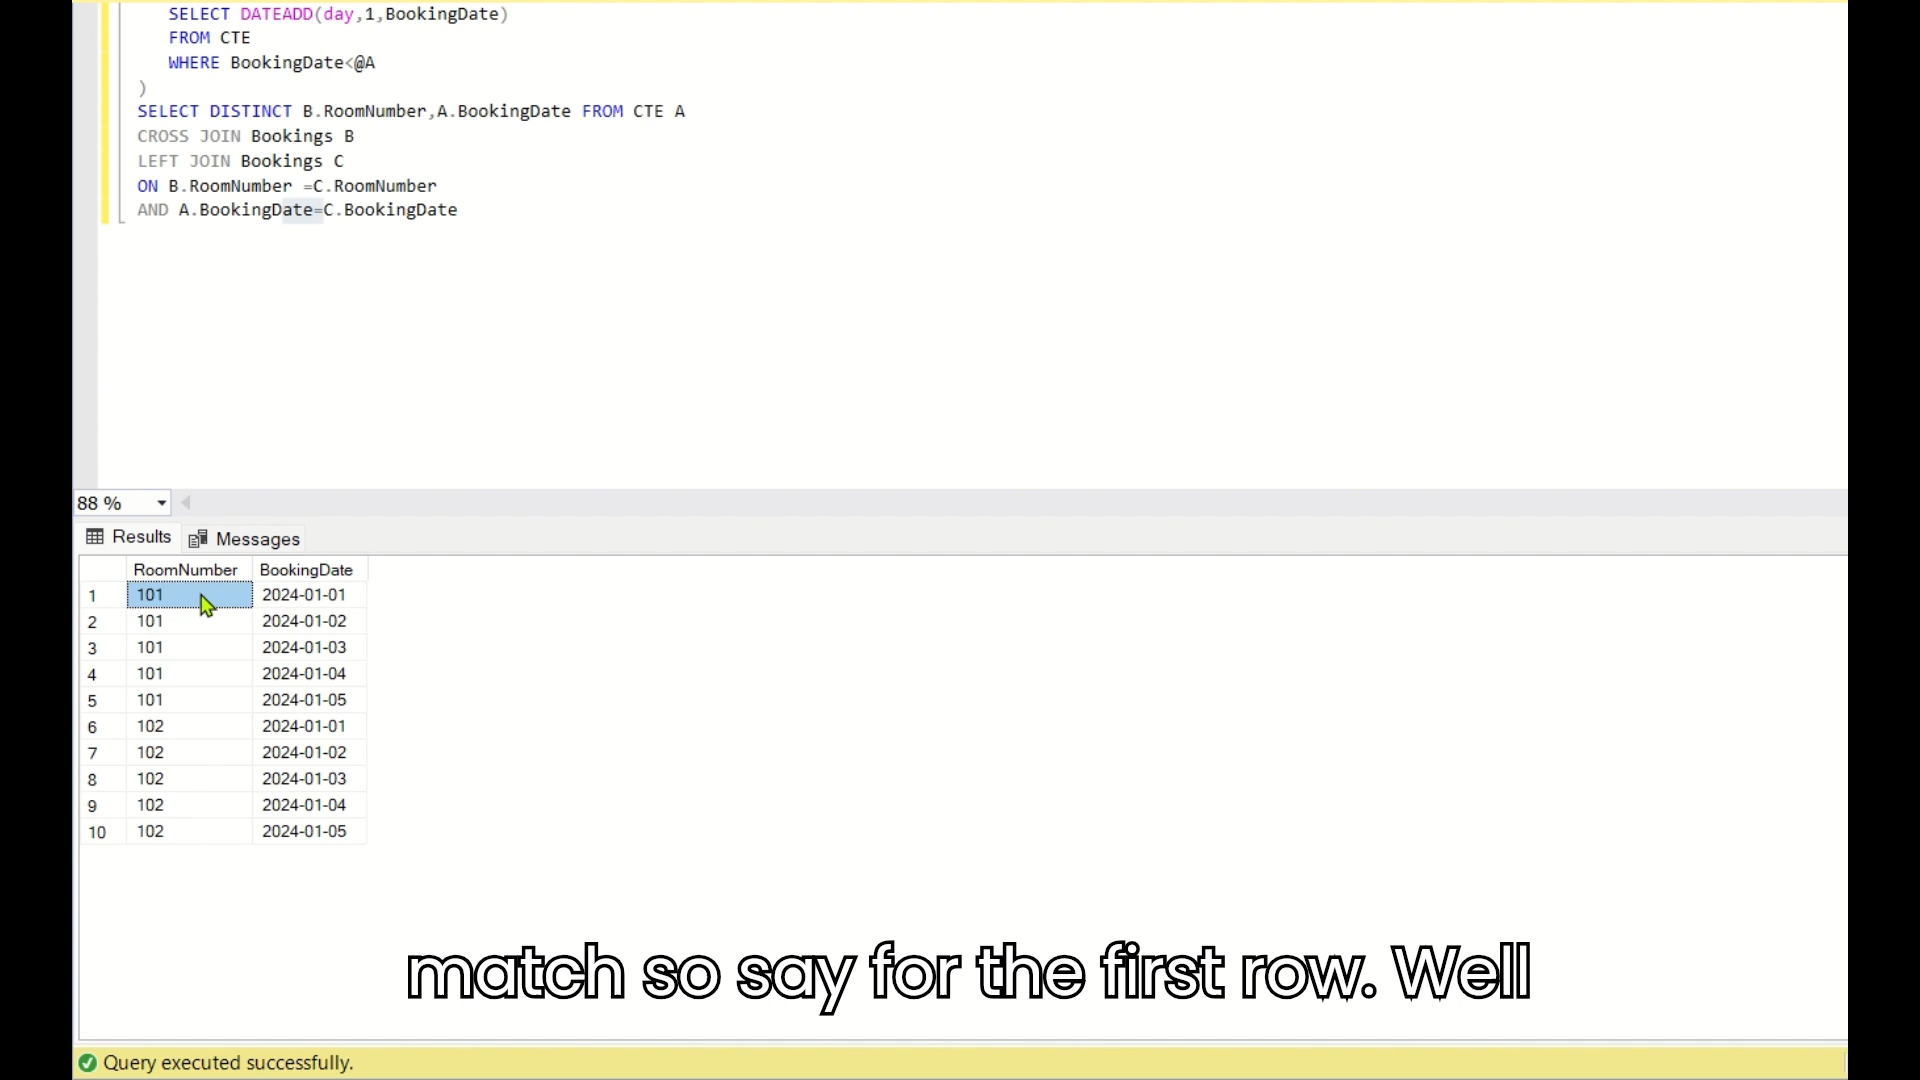 SELECT DATEADD(day,1,BookingDate)
FROM CTE
WHERE BookingDate<@A
)
SELECT DISTINCT B.RoomNumber,A.BookingDate FROM CTE A
CROSS JOIN Bookings B
LEFT JOIN Bookings C
ON B.RoomNumber =C.RoomNumber
AND A.BookingDate=C.BookingDate
88 %
Results Messages
RoomNumber BookingDate
1 101 2024-01-01
2 101 2024-01-02
3 101 2024-01-03
4 101 2024-01-04
5 101 2024-01-05
6 102 2024-01-01
7 102 2024-01-02
8 102 2024-01-03
9 102 2024-01-04
10 102 2024-01-05
match so say for the first row. Well
Query executed successfully.